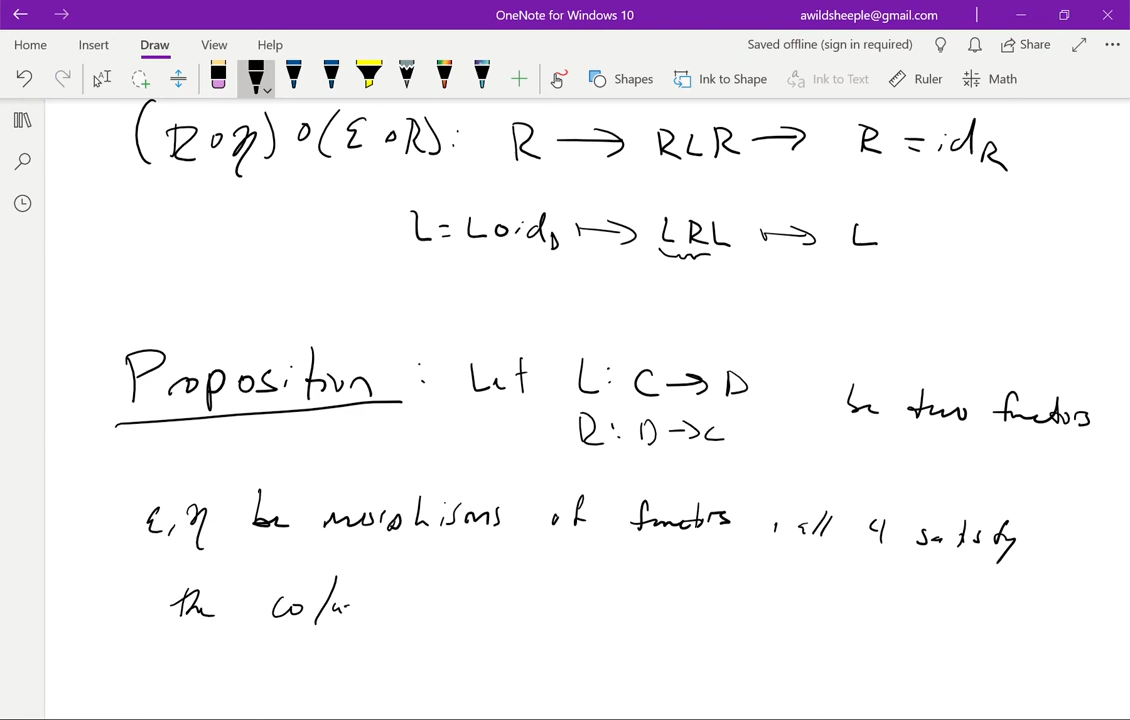 OneNote for Windows 10
awildsheeple@gmail.com
Home Insert Draw View Help
Saved offline (sign in required) Share
Shapes Ink to Shape Ink to Text Ruler Math
(R∘η)∘(ε∘R): R → RLR → R = id_R
L = L∘id_D ↦ LRL ↦ L
Proposition: Let L: C → D be two functors
R: D → C
ε, η be morphisms of functors, all 4 satisfy
the co/